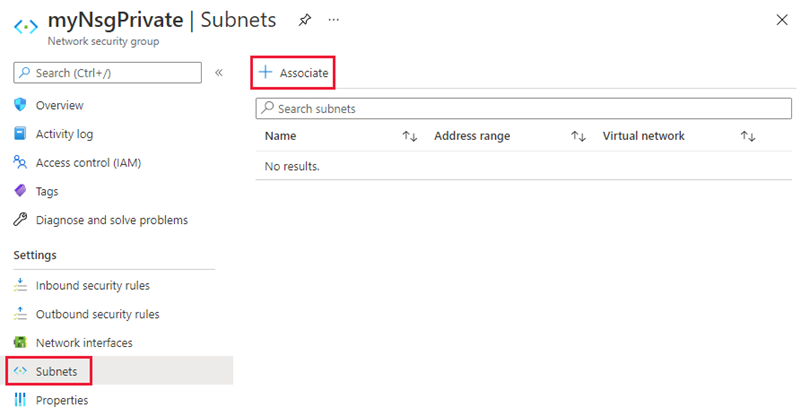 myNsgPrivate | Subnets ...
Network security group
Search (Ctrl+/)
«
Overview
Activity log
Access control (IAM)
Tags
Diagnose and solve problems
Settings
Inbound security rules
Outbound security rules
Network interfaces
Subnets
Properties
+ Associate
Search subnets
Name ↑↓ Address range ↑↓ Virtual network ↑↓
No results.